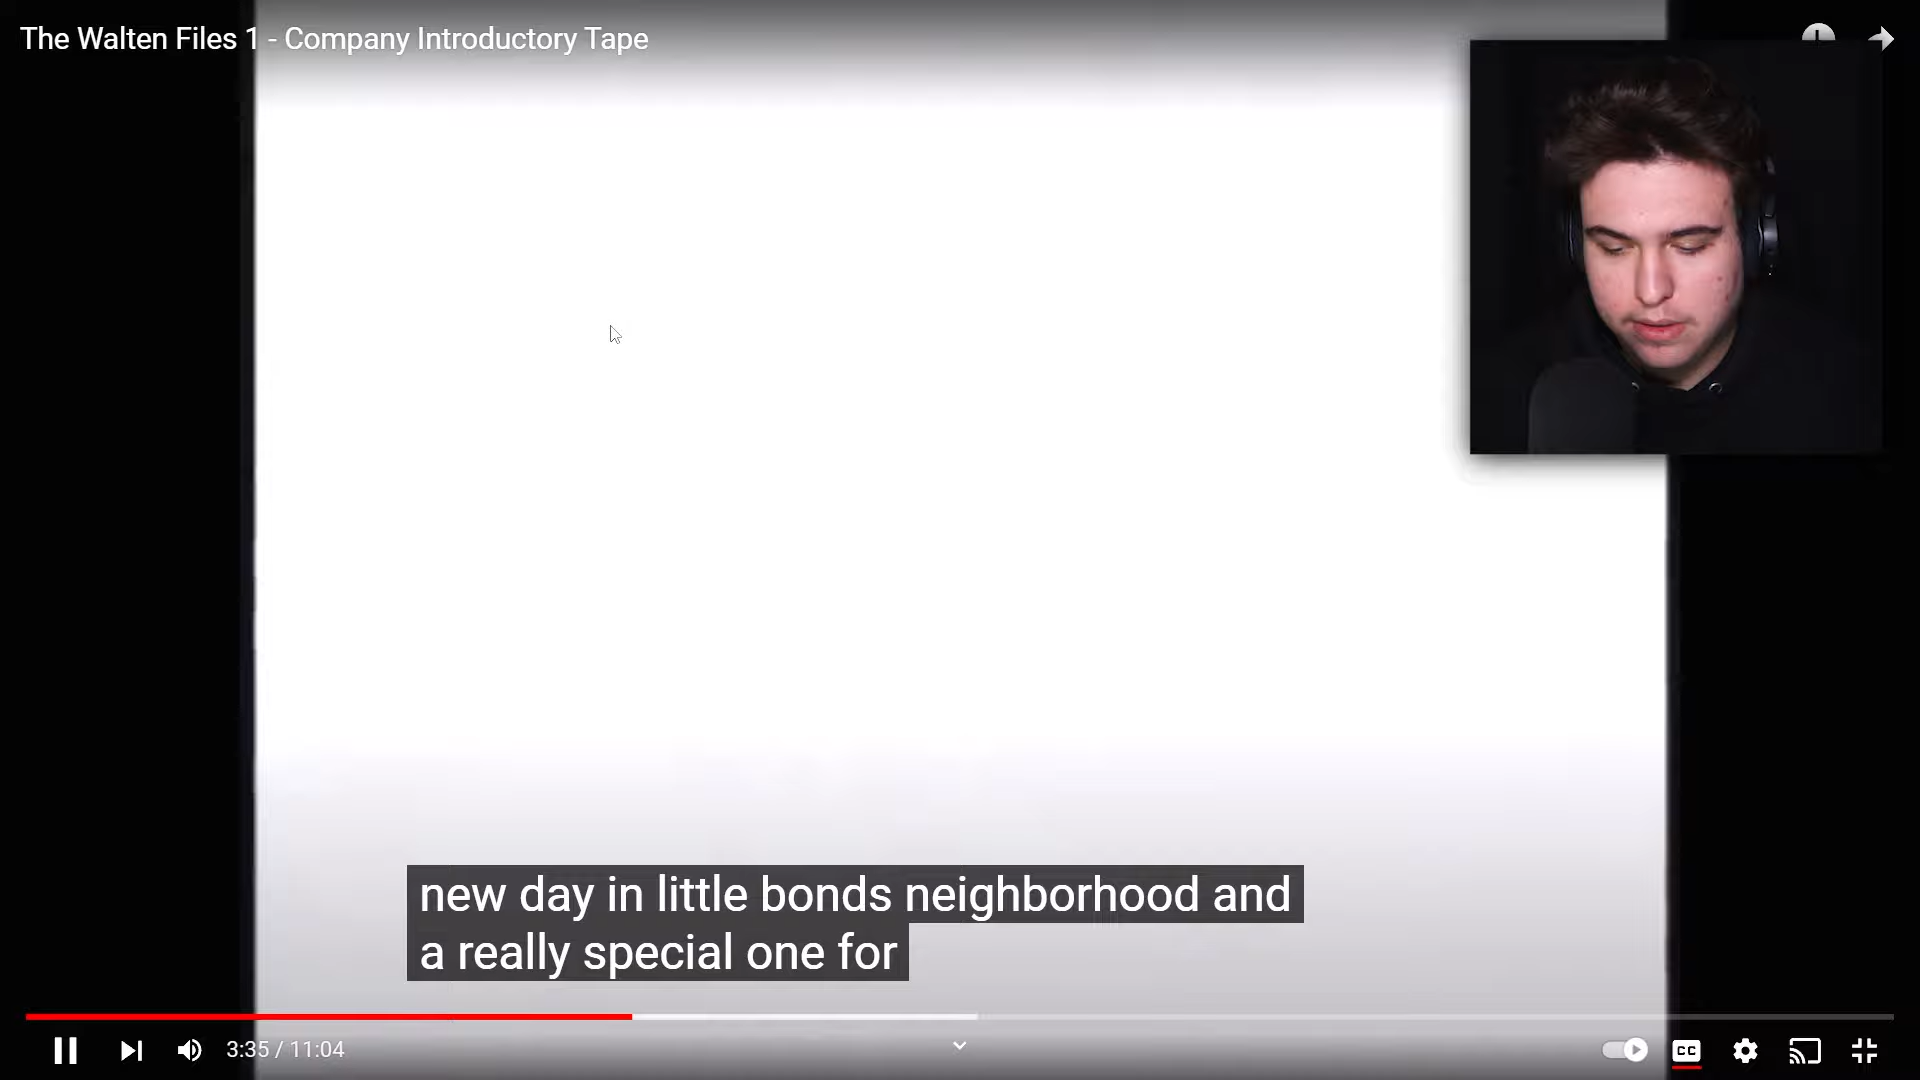 The Walten Files 1 - Company Introductory Tape
new day in little bonds neighborhood and
a really special one for
3:35 / 11:04
CC